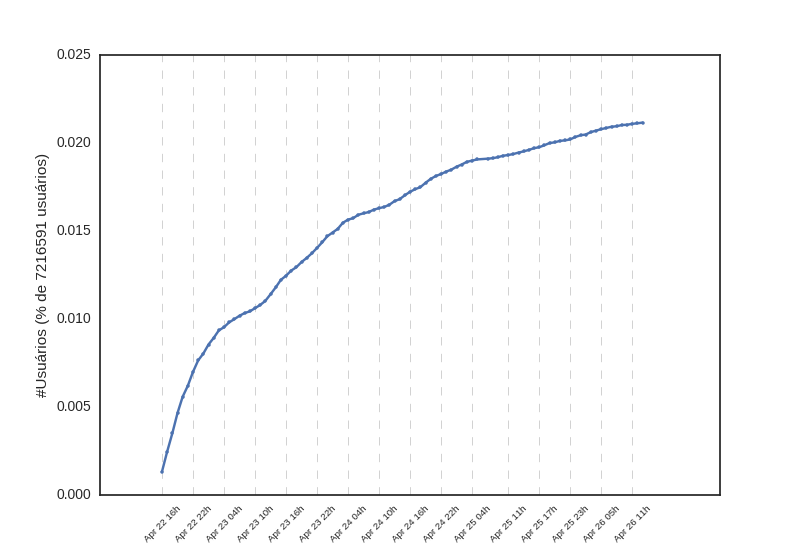 #Usuários (% de 7216591 usuários)
0.025
0.020
0.015
0.010
0.005
0.000
Apr 22 16h
Apr 22 22h
Apr 23 04h
Apr 23 10h
Apr 23 16h
Apr 23 22h
Apr 24 04h
Apr 24 10h
Apr 24 16h
Apr 24 22h
Apr 25 04h
Apr 25 11h
Apr 25 17h
Apr 25 23h
Apr 26 05h
Apr 26 11h